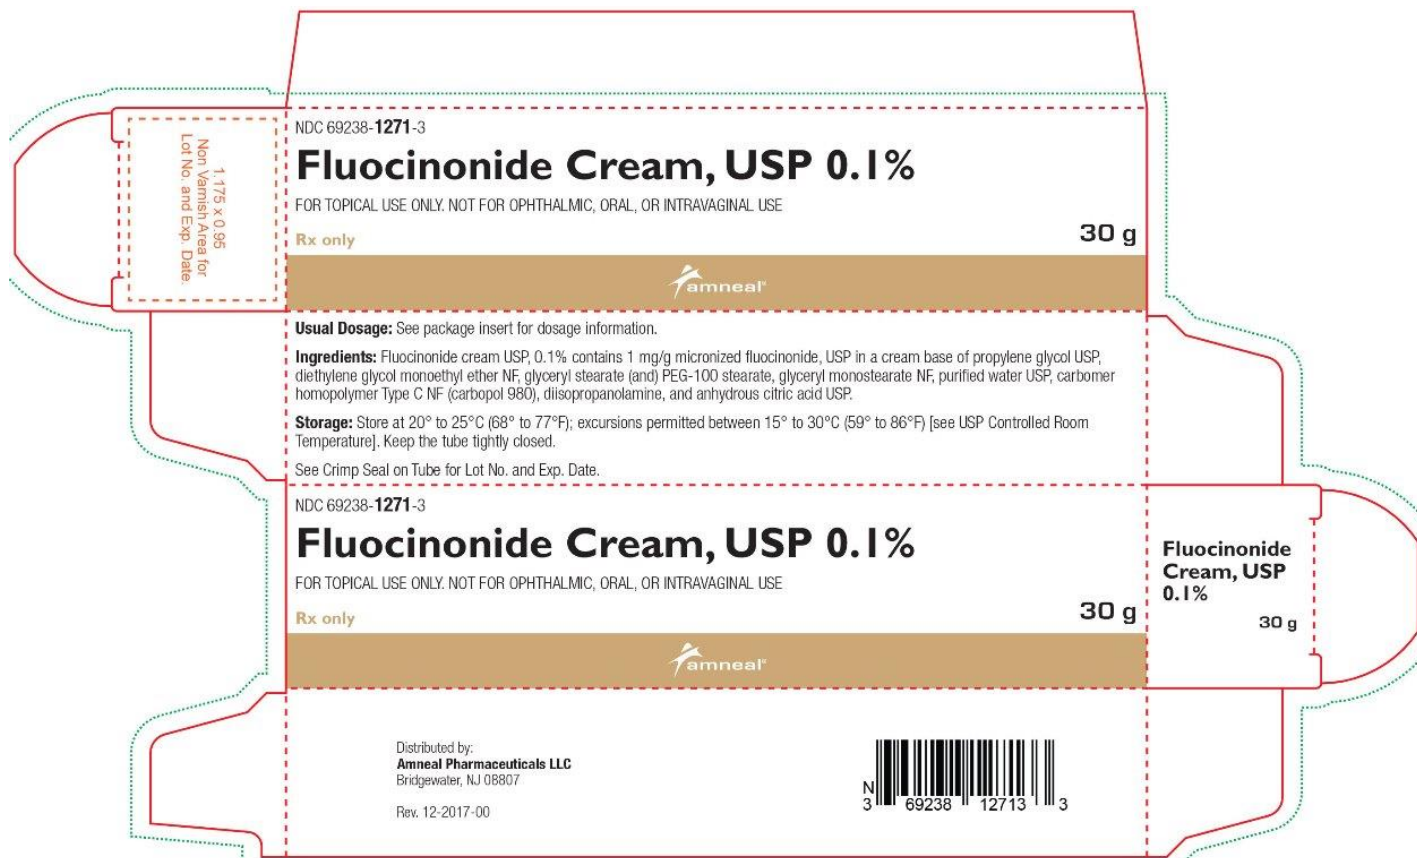 1.175 x 0.95
Non Varnish Area for
Lot No. and Exp. Date.
NDC 69238-1271-3
Fluocinonide Cream, USP 0.1%
FOR TOPICAL USE ONLY. NOT FOR OPHTHALMIC, ORAL, OR INTRAVAGINAL USE
Rx only
30 g
amneal®
Usual Dosage: See package insert for dosage information.
Ingredients: Fluocinonide cream USP, 0.1% contains 1 mg/g micronized fluocinonide, USP in a cream base of propylene glycol USP,
diethylene glycol monoethyl ether NF, glyceryl stearate (and) PEG-100 stearate, glyceryl monostearate NF, purified water USP, carbomer
homopolymer Type C NF (carbopol 980), diisopropanolamine, and anhydrous citric acid USP.
Storage: Store at 20° to 25°C (68° to 77°F); excursions permitted between 15° to 30°C (59° to 86°F) [see USP Controlled Room
Temperature]. Keep the tube tightly closed.
See Crimp Seal on Tube for Lot No. and Exp. Date.
NDC 69238-1271-3
Fluocinonide Cream, USP 0.1%
FOR TOPICAL USE ONLY. NOT FOR OPHTHALMIC, ORAL, OR INTRAVAGINAL USE
Rx only
30 g
amneal®
Fluocinonide
Cream, USP
0.1%
30 g
Distributed by:
Amneal Pharmaceuticals LLC
Bridgewater, NJ 08807
Rev. 12-2017-00
N
3 69238 12713 3